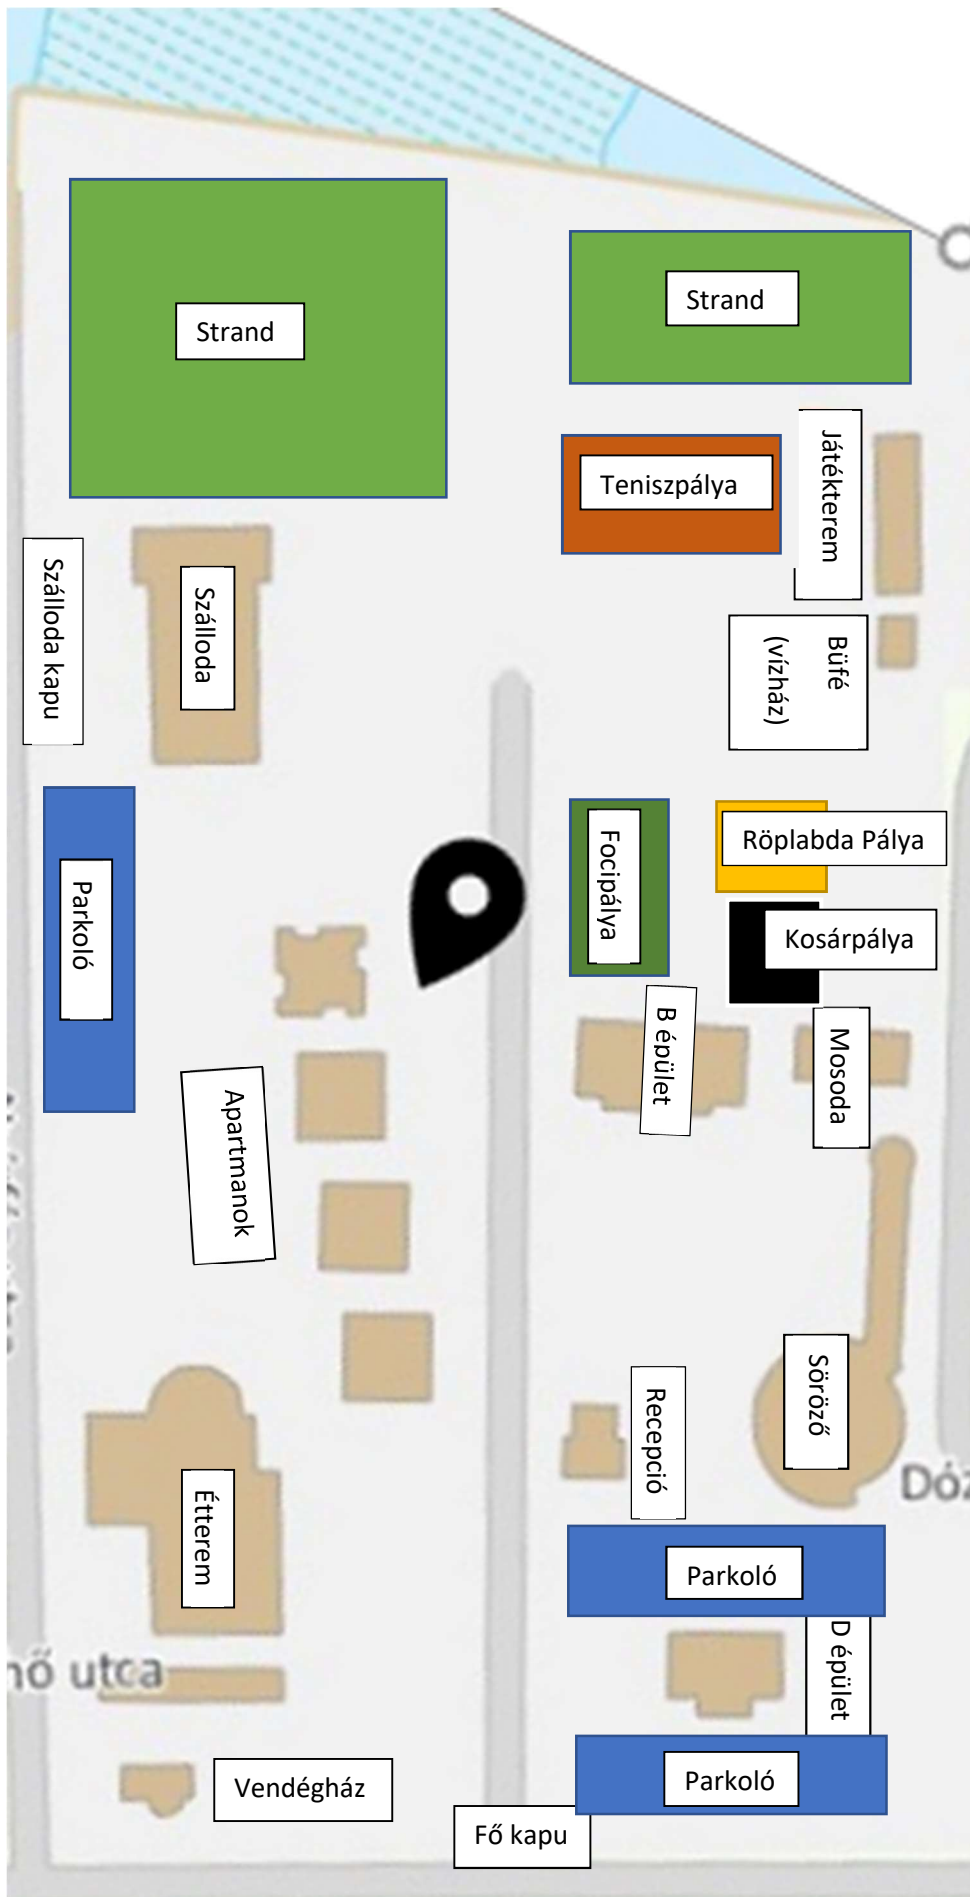 Strand
Strand
Teniszpálya
Játékterem
Szálloda kapu
Szálloda
Büfé
(vízház)
Parkoló
Focipálya
Röplabda Pálya
Kosárpálya
B épület
Mosoda
Apartmanok
Söröző
Recepció
Étterem
Dóz
Parkoló
nő utca
D épület
Parkoló
Vendégház
Fő kapu